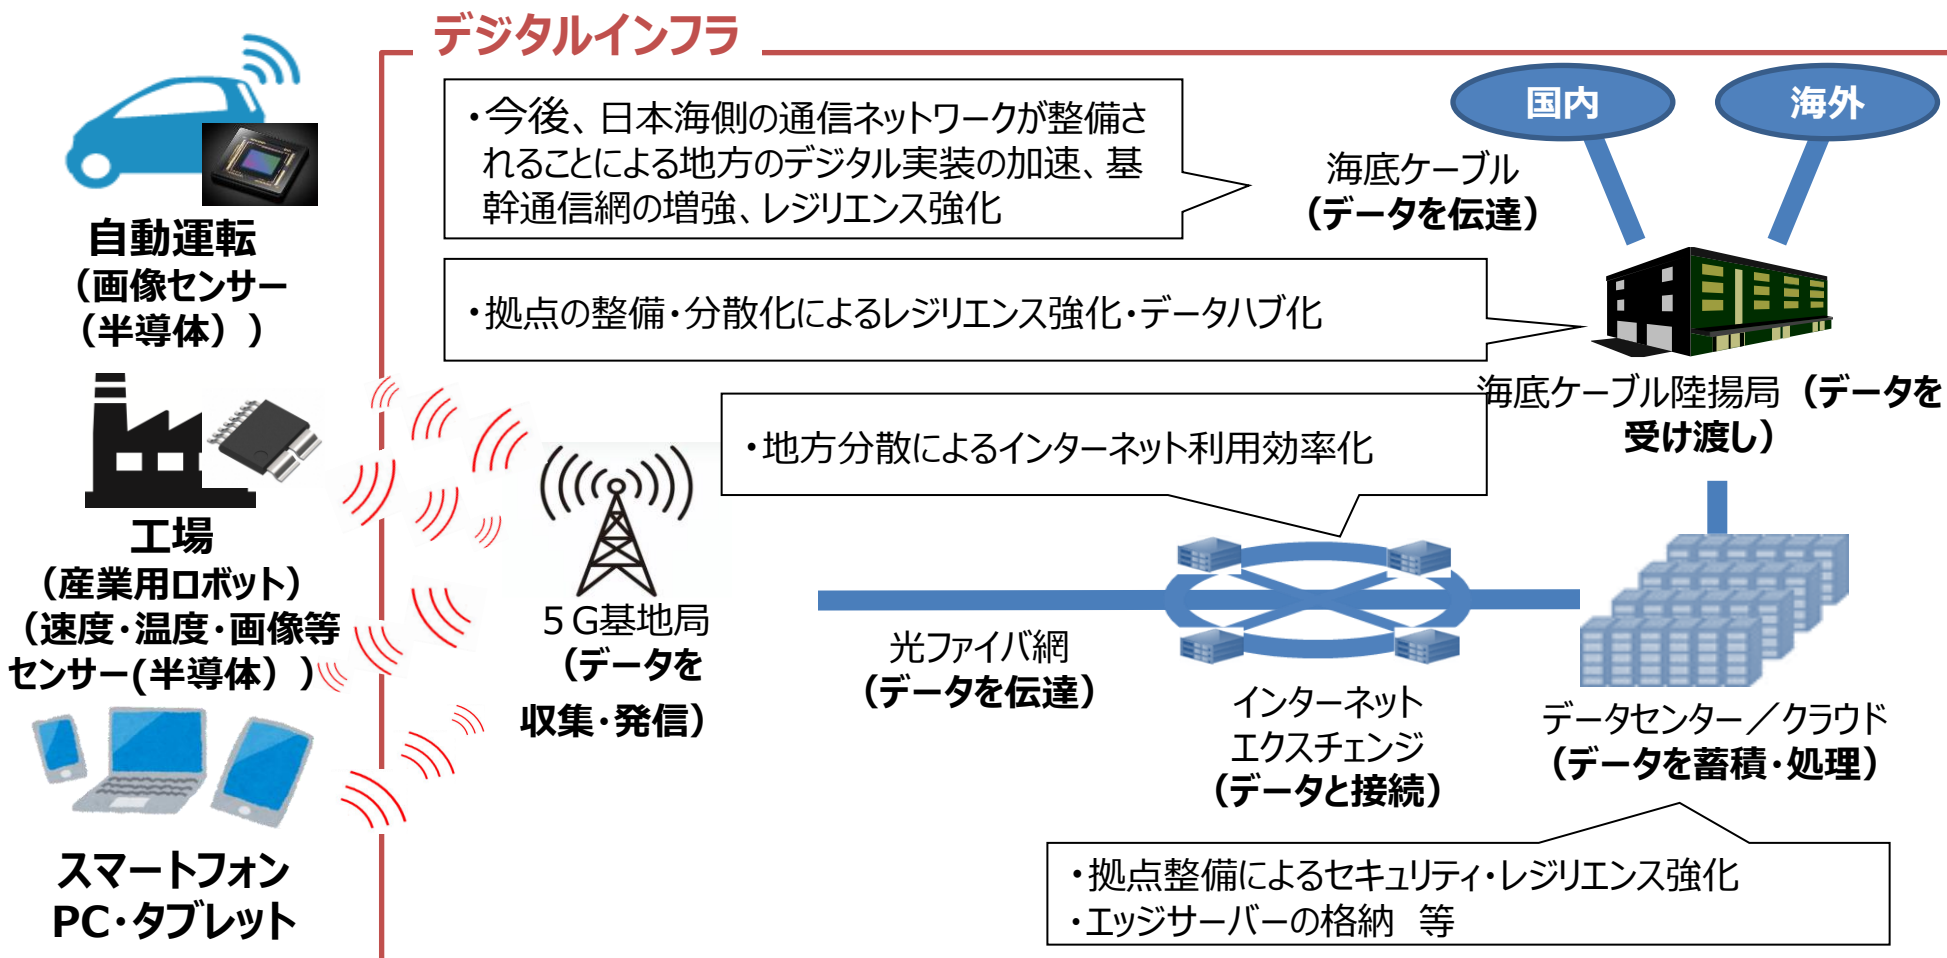 デジタルインフラ
・今後、日本海側の通信ネットワークが整備さ
れることによる地方のデジタル実装の加速、基
幹通信網の増強、レジリエンス強化
国内
海外
海底ケーブル
（データを伝達）
自動運転
（画像センサー
（半導体））
・拠点の整備・分散化によるレジリエンス強化・データハブ化
海底ケーブル陸揚局（データを
受け渡し）
・地方分散によるインターネット利用効率化
工場
（産業用ロボット）
（速度・温度・画像等
センサー(半導体））
５G基地局
（データを
収集・発信）
光ファイバ網
（データを伝達）
インターネット
エクスチェンジ
（データと接続）
データセンター／クラウド
（データを蓄積・処理）
スマートフォン
PC・タブレット
・拠点整備によるセキュリティ・レジリエンス強化
・エッジサーバーの格納　等